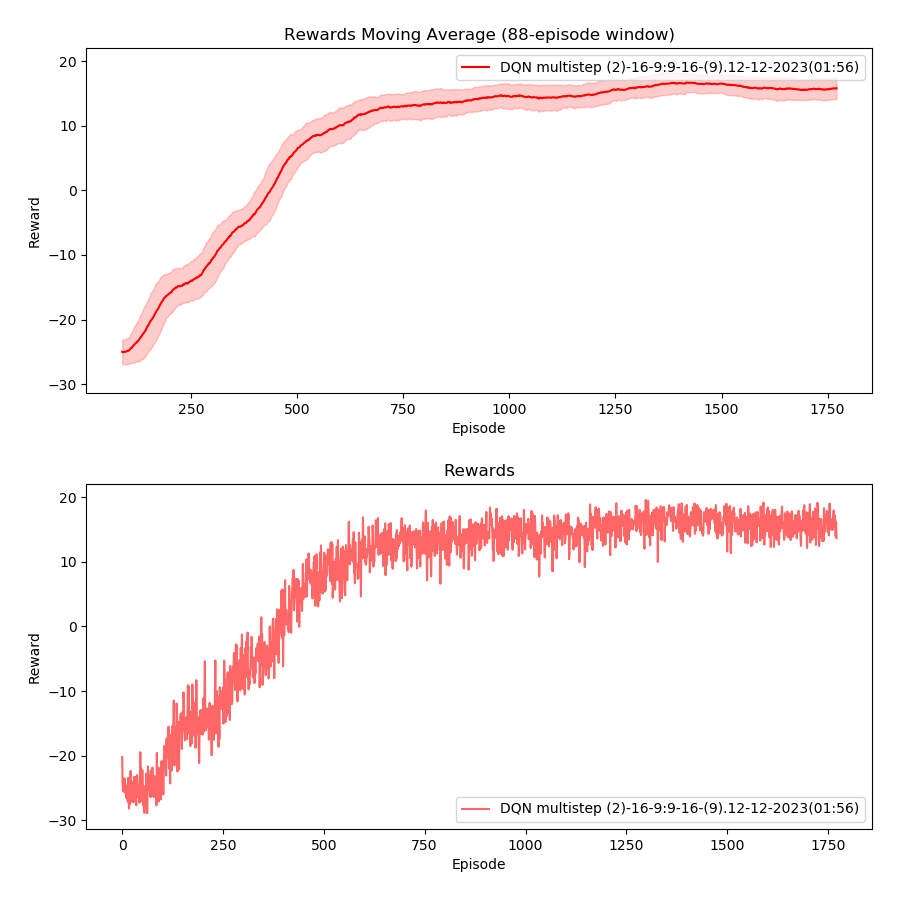 Rewards Moving Average (88-episode window)
20
10
0
−10
−20
−30
Reward
DQN multistep (2)-16-9:9-16-(9).12-12-2023(01:56)
250 500 750 1000 1250 1500 1750
Episode
Rewards
20
10
0
−10
−20
−30
Reward
DQN multistep (2)-16-9:9-16-(9).12-12-2023(01:56)
0 250 500 750 1000 1250 1500 1750
Episode